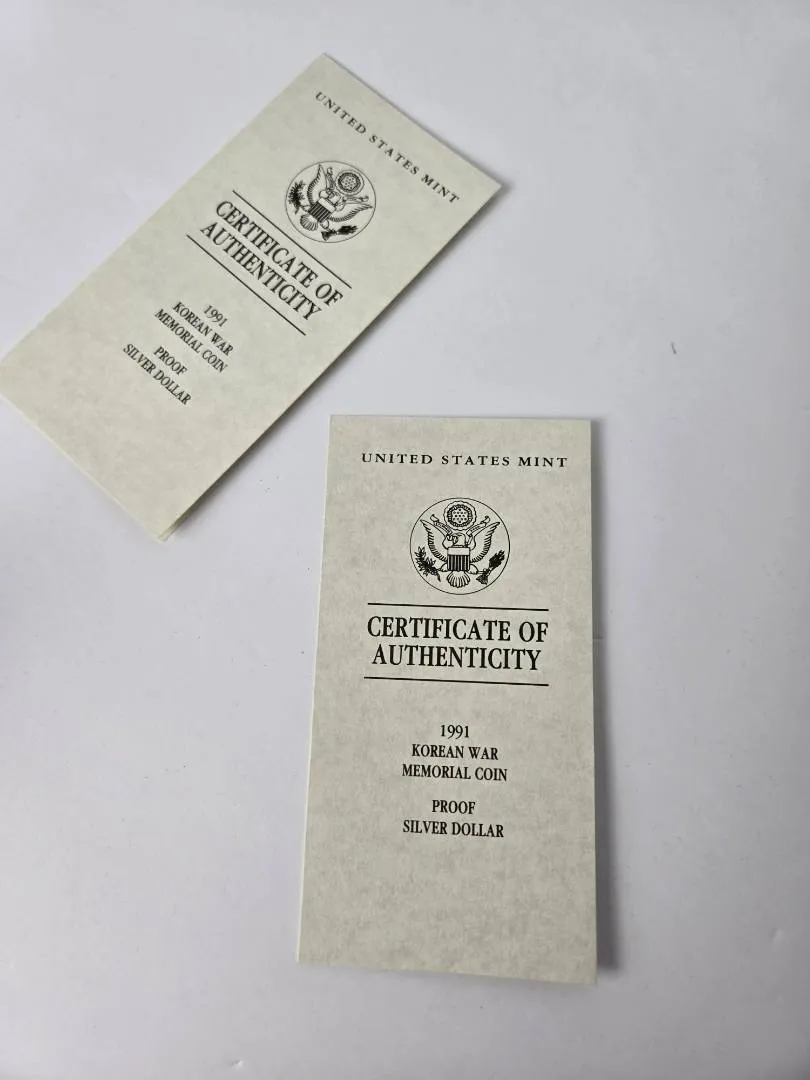 UNITED STATES MINT
CERTIFICATE OF
AUTHENTICITY
1991
KOREAN WAR
MEMORIAL COIN
PROOF
SILVER DOLLAR
UNITED STATES MINT
CERTIFICATE OF
AUTHENTICITY
1991
KOREAN WAR
MEMORIAL COIN
PROOF
SILVER DOLLAR